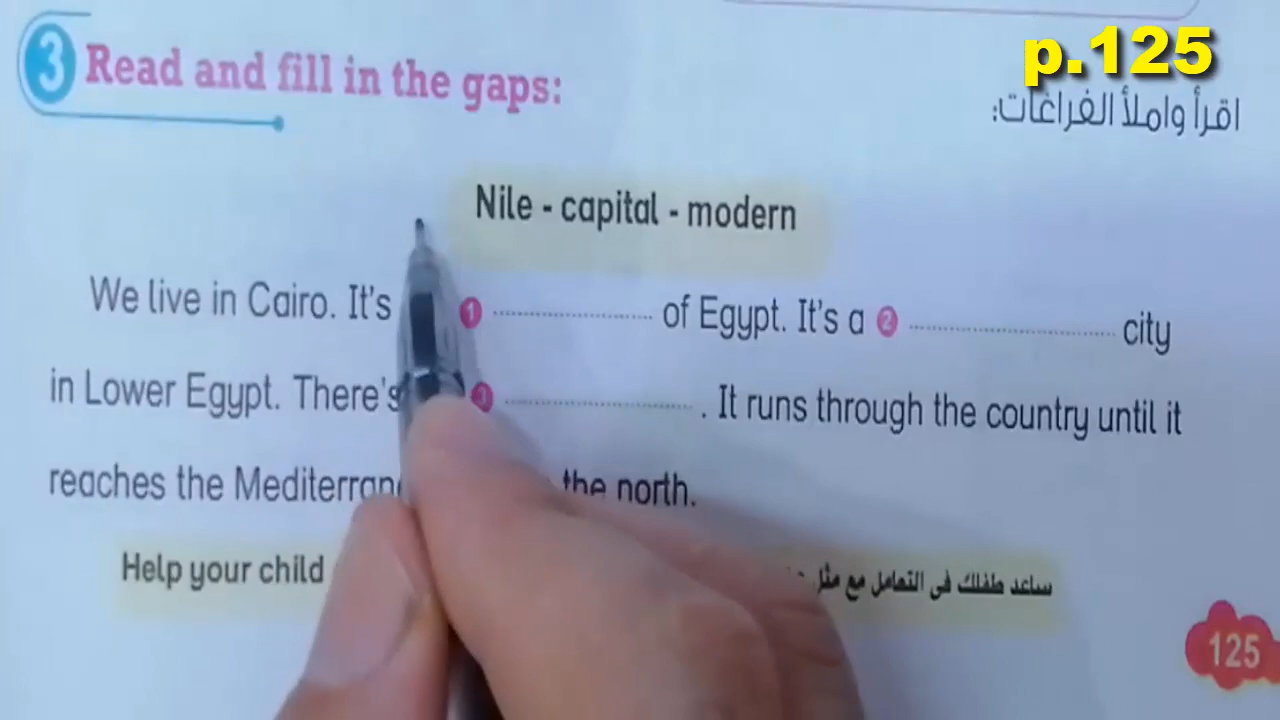 p.125
3 Read and fill in the gaps:
اقرأ واملأ الفراغات:
Nile - capital - modern
We live in Cairo. It's 1 .................... of Egypt. It's a 2 .................... city
in Lower Egypt. There's 3 .................... . It runs through the country until it
reaches the the north.
Help your child
ساعد طفلك فى التعامل مع مثل
125